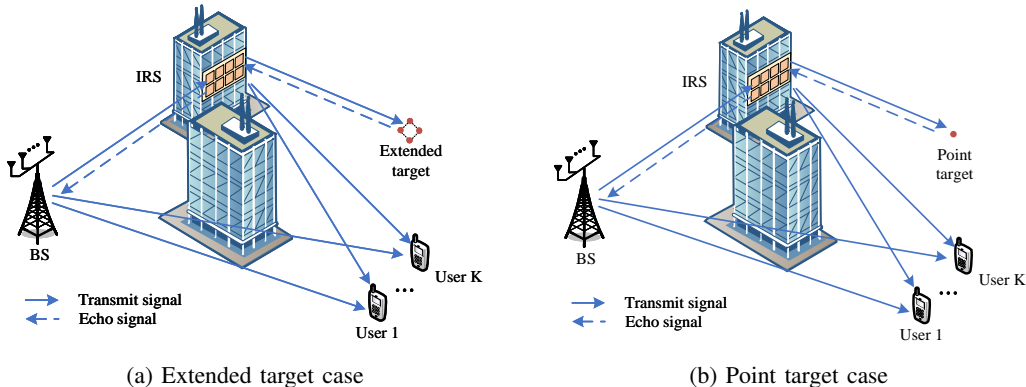 IRS
Extended
target
BS
User K
...
User 1
Transmit signal
Echo signal
(a) Extended target case
IRS
Point
target
BS
User K
...
User 1
Transmit signal
Echo signal
(b) Point target case